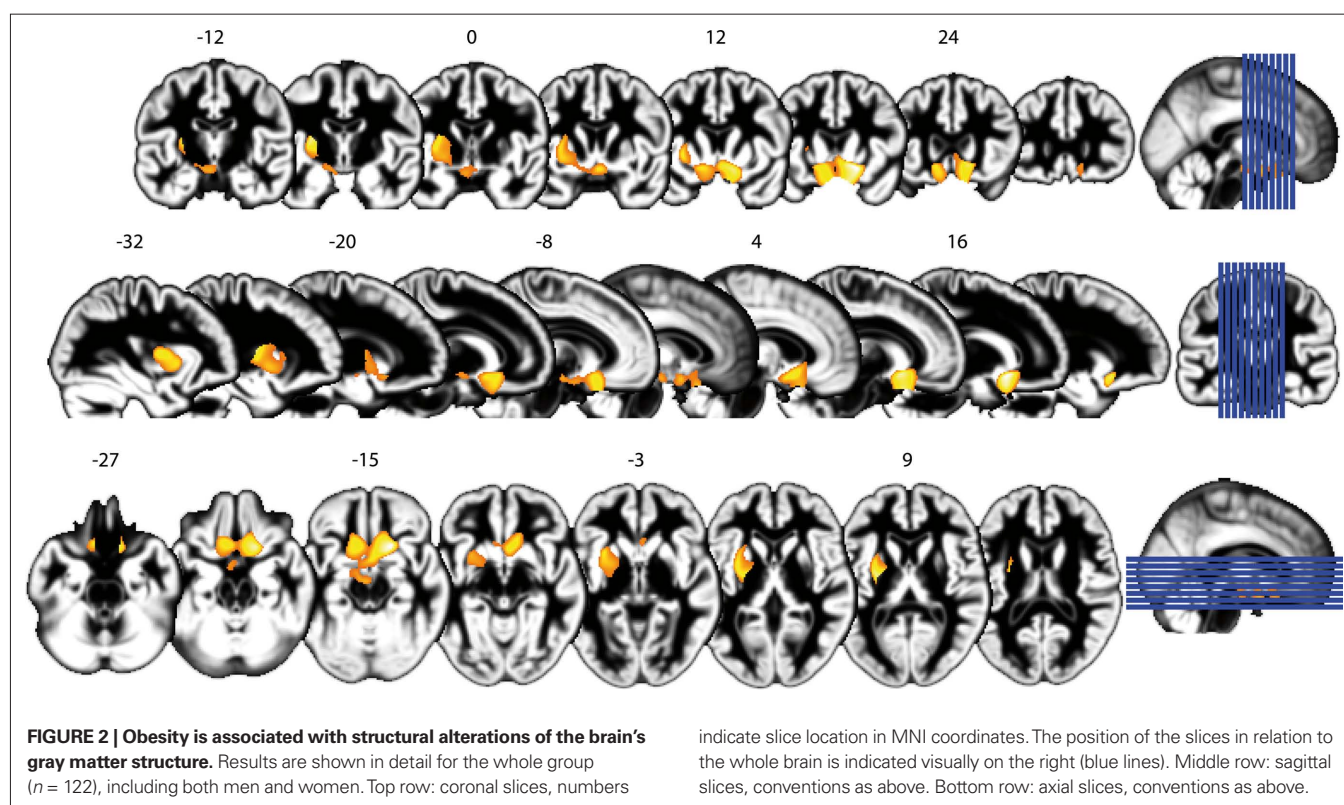 -12 0 12 24
-32 -20 -8 4 16
-27 -15 -3 9
FIGURE 2 | Obesity is associated with structural alterations of the brain's
gray matter structure. Results are shown in detail for the whole group
(n = 122), including both men and women. Top row: coronal slices, numbers
indicate slice location in MNI coordinates. The position of the slices in relation to
the whole brain is indicated visually on the right (blue lines). Middle row: sagittal
slices, conventions as above. Bottom row: axial slices, conventions as above.